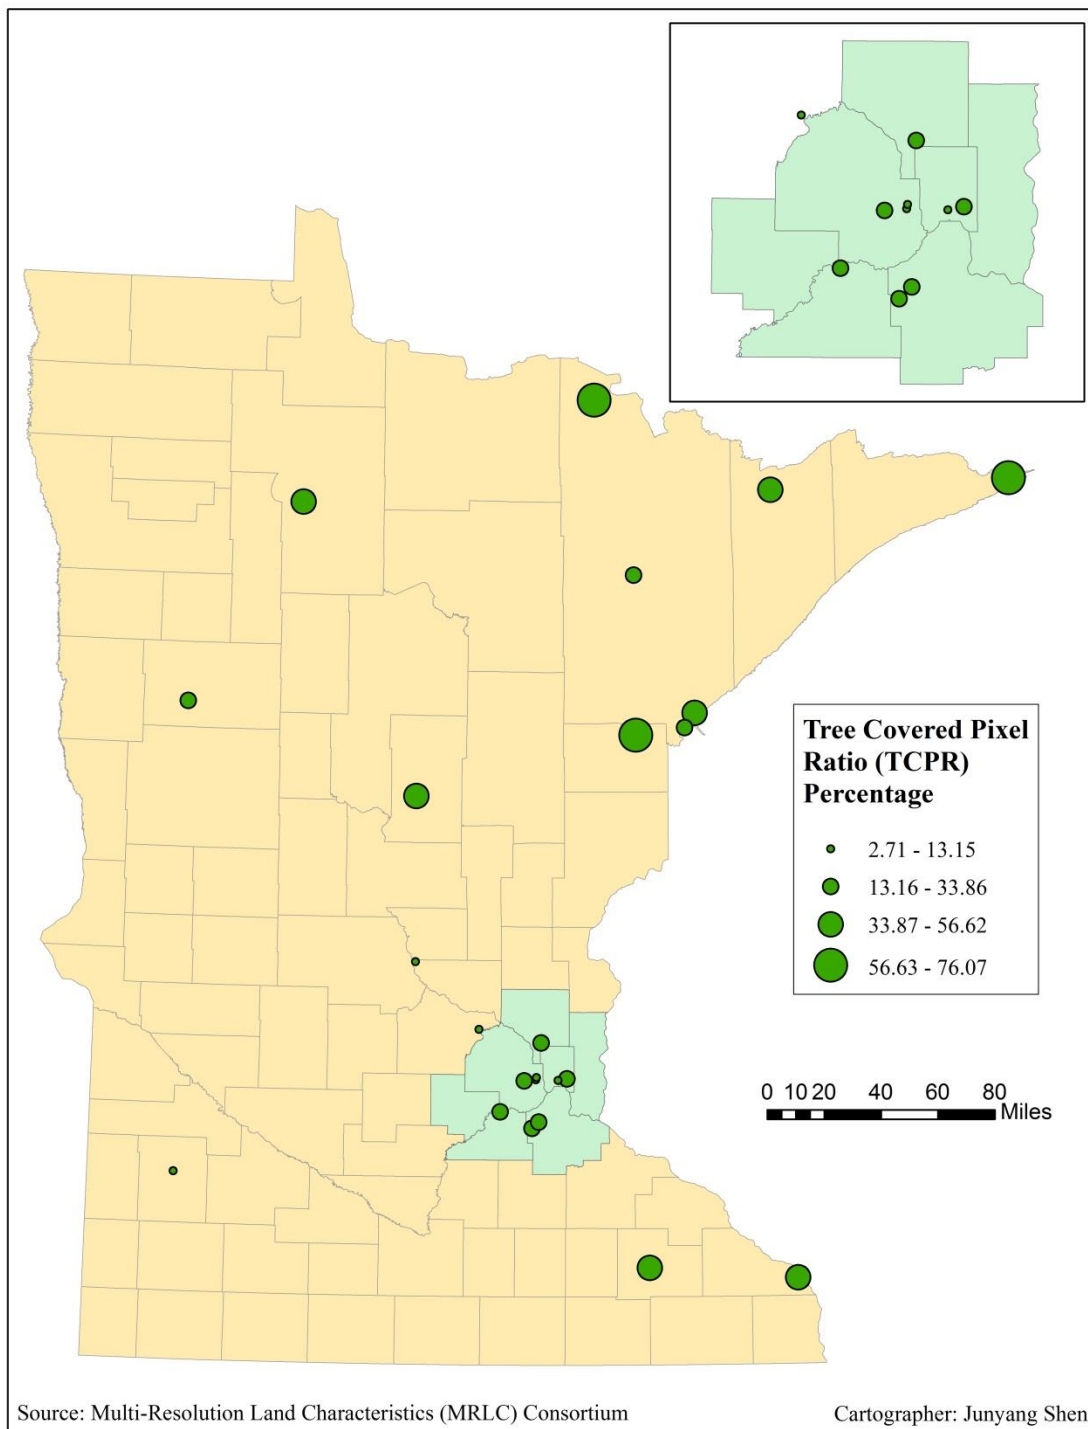 Tree Covered Pixel
Ratio (TCPR)
Percentage
2.71 - 13.15
13.16 - 33.86
33.87 - 56.62
56.63 - 76.07
0 10 20 40 60 80
Miles
Source: Multi-Resolution Land Characteristics (MRLC) Consortium
Cartographer: Junyang Shen